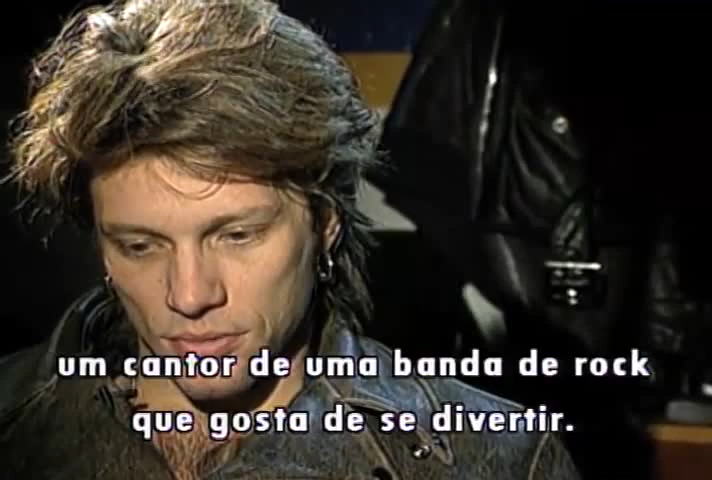 um cantor de uma banda de rock
que gosta de se divertir.